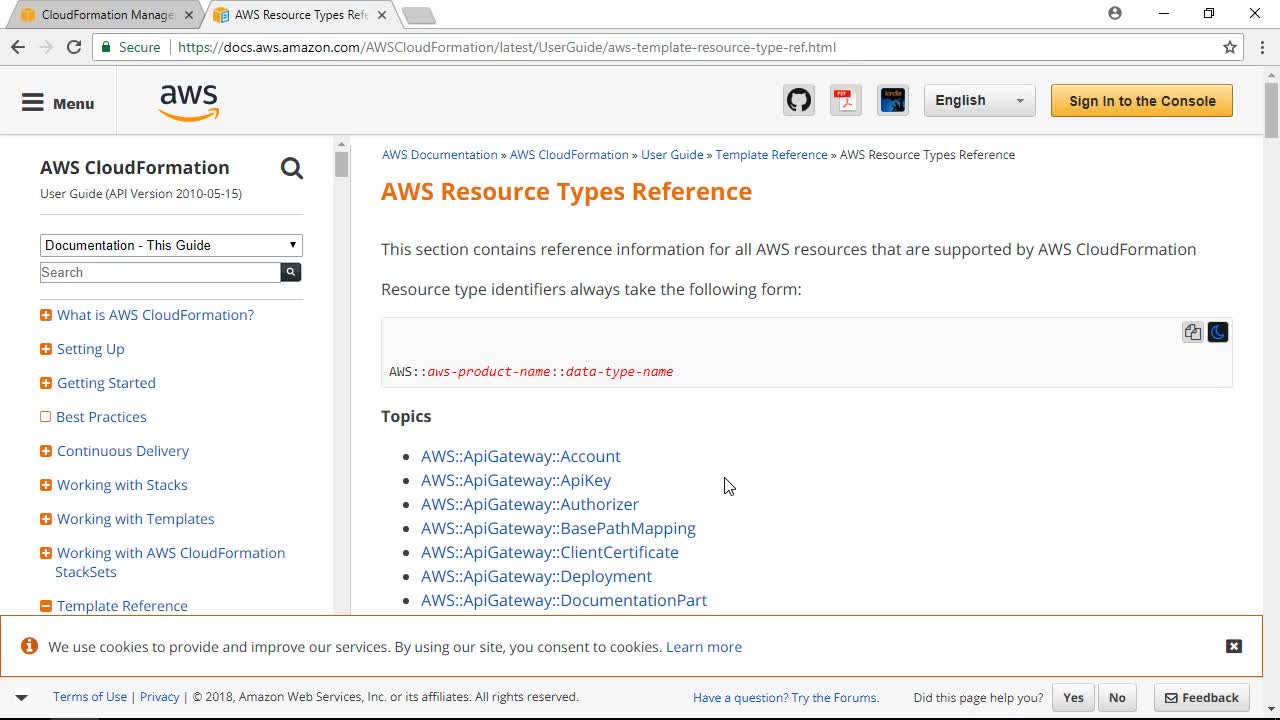 CloudFormation Manage
AWS Resource Types Refe
Secure
https://docs.aws.amazon.com/AWSCloudFormation/latest/UserGuide/aws-template-resource-type-ref.html
Menu
aws
PDF
kindle
English
Sign In to the Console
AWS CloudFormation
User Guide (API Version 2010-05-15)
Documentation - This Guide
Search
What is AWS CloudFormation?
Setting Up
Getting Started
Best Practices
Continuous Delivery
Working with Stacks
Working with Templates
Working with AWS CloudFormation
StackSets
Template Reference
AWS Documentation » AWS CloudFormation » User Guide » Template Reference » AWS Resource Types Reference
AWS Resource Types Reference
This section contains reference information for all AWS resources that are supported by AWS CloudFormation
Resource type identifiers always take the following form:
AWS::aws-product-name::data-type-name
Topics
AWS::ApiGateway::Account
AWS::ApiGateway::ApiKey
AWS::ApiGateway::Authorizer
AWS::ApiGateway::BasePathMapping
AWS::ApiGateway::ClientCertificate
AWS::ApiGateway::Deployment
AWS::ApiGateway::DocumentationPart
We use cookies to provide and improve our services. By using our site, you consent to cookies. Learn more
Terms of Use | Privacy | © 2018, Amazon Web Services, Inc. or its affiliates. All rights reserved.
Have a question? Try the Forums.
Did this page help you?
Yes
No
Feedback